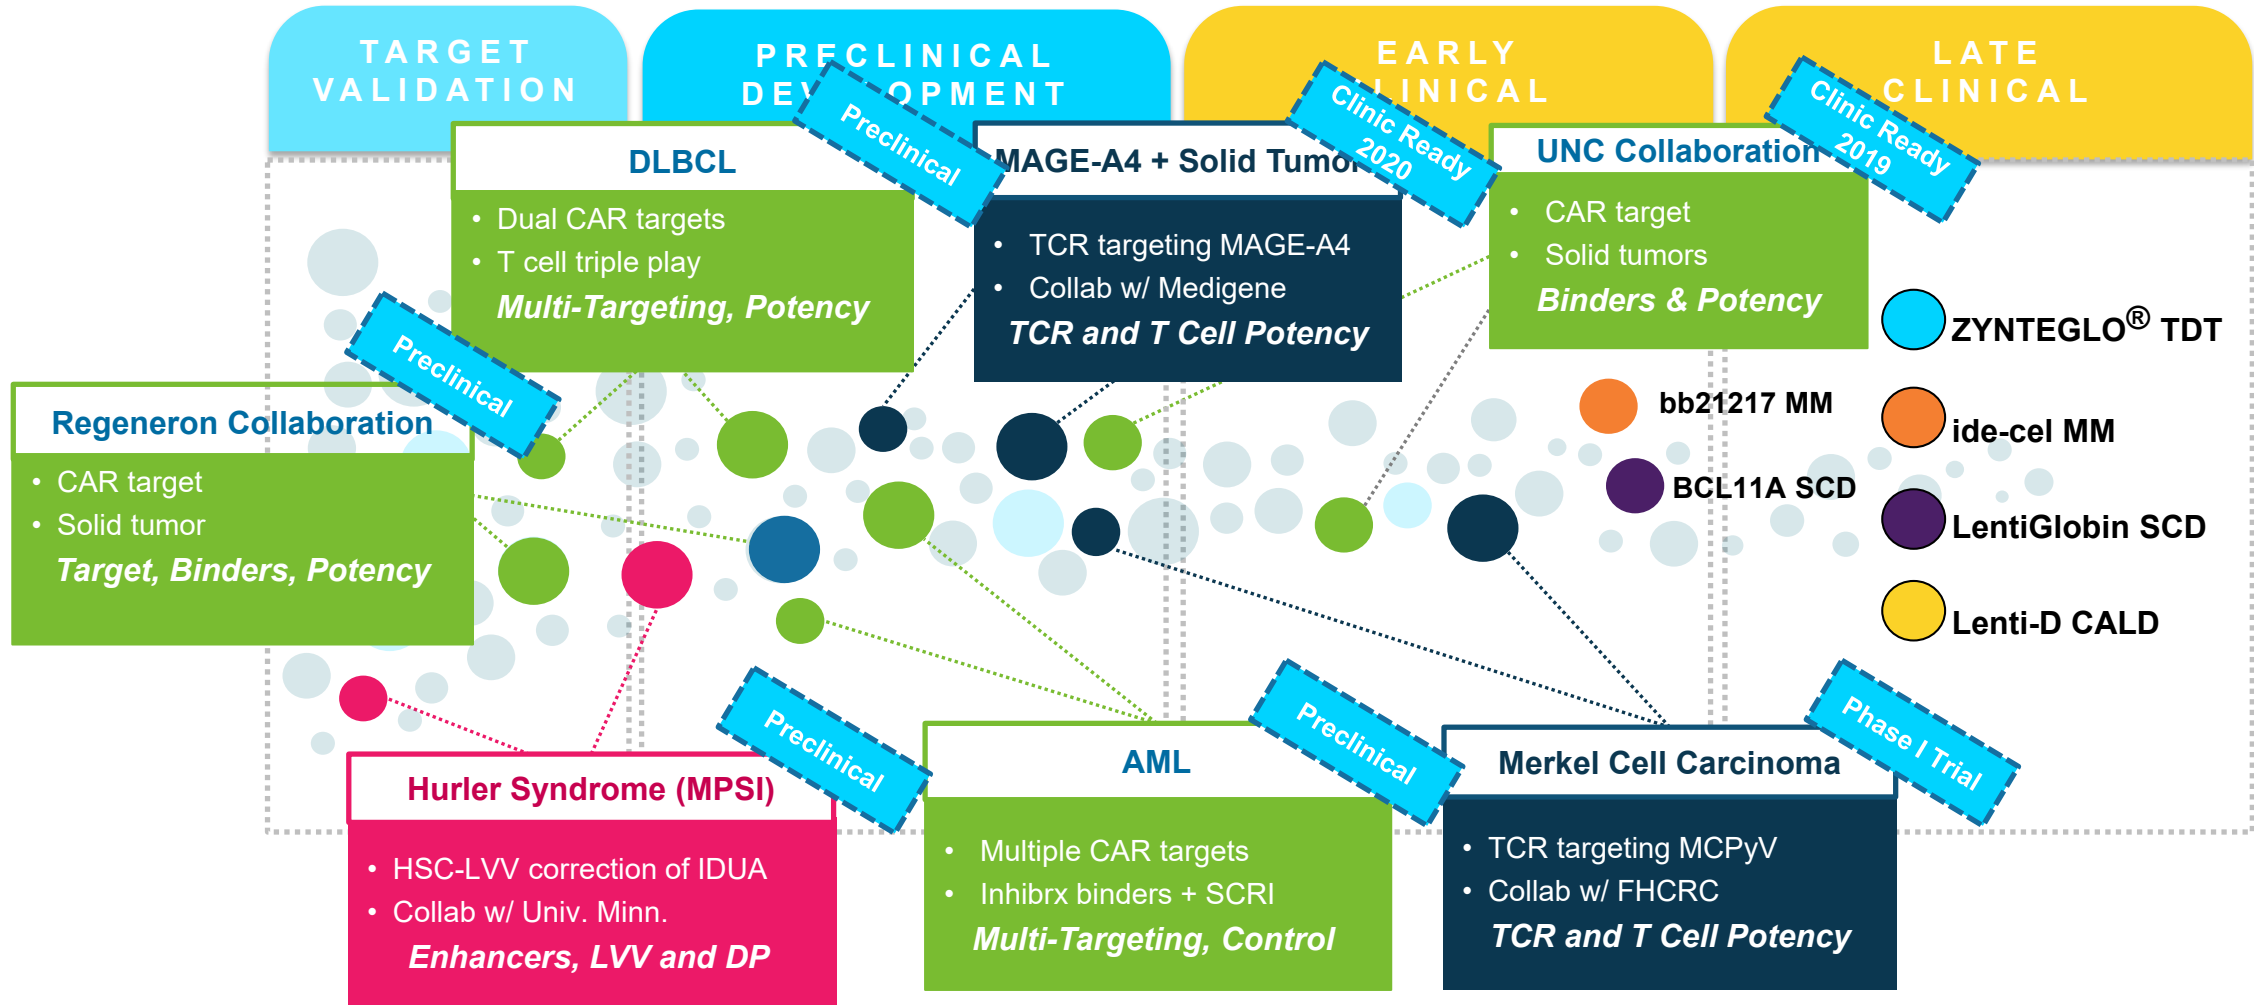 TARGET
VALIDATION
PRECLINICAL
DEVELOPMENT
EARLY
CLINICAL
LATE
CLINICAL
Preclinical
DLBCL
• Dual CAR targets
• T cell triple play
Multi-Targeting, Potency
Clinic Ready
2020
MAGE-A4 + Solid Tumor
• TCR targeting MAGE-A4
• Collab w/ Medigene
TCR and T Cell Potency
Clinic Ready
2019
UNC Collaboration
• CAR target
• Solid tumors
Binders & Potency
Preclinical
Regeneron Collaboration
• CAR target
• Solid tumor
Target, Binders, Potency
ZYNTEGLO® TDT
bb21217 MM
ide-cel MM
BCL11A SCD
LentiGlobin SCD
Lenti-D CALD
Preclinical
Hurler Syndrome (MPSI)
• HSC-LVV correction of IDUA
• Collab w/ Univ. Minn.
Enhancers, LVV and DP
Preclinical
AML
• Multiple CAR targets
• Inhibrx binders + SCRI
Multi-Targeting, Control
Phase I Trial
Merkel Cell Carcinoma
• TCR targeting MCPyV
• Collab w/ FHCRC
TCR and T Cell Potency